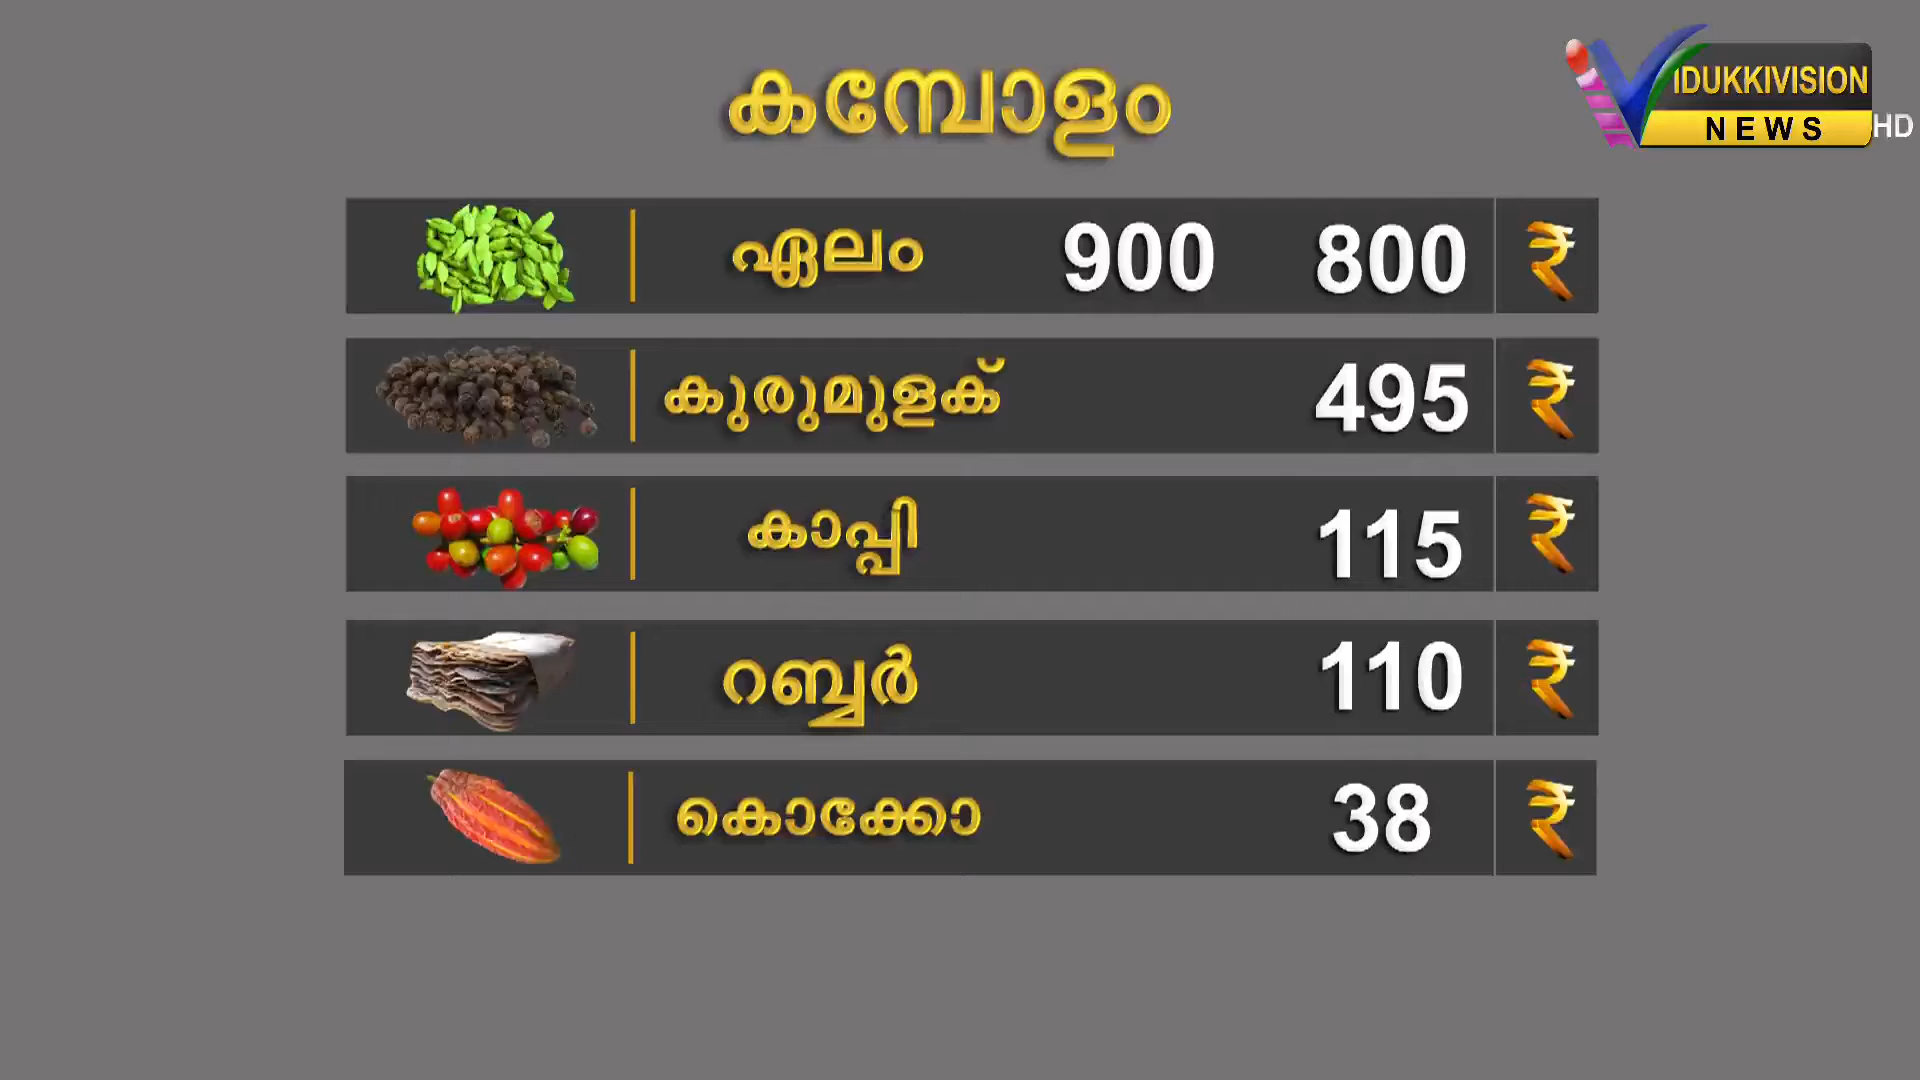 കമ്പോളം
IDUKKIVISION
NEWS HD
ഏലം 900 800 ₹
കുരുമുളക് 495 ₹
കാപ്പി 115 ₹
റബ്ബർ 110 ₹
കൊക്കോ 38 ₹